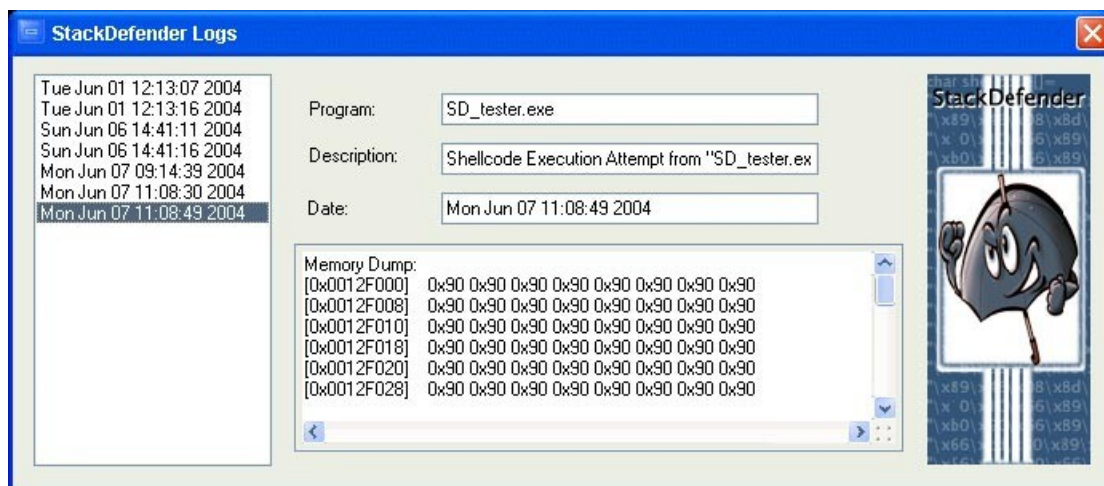 StackDefender Logs
Tue Jun 01 12:13:07 2004
Tue Jun 01 12:13:16 2004
Sun Jun 06 14:41:11 2004
Sun Jun 06 14:41:16 2004
Mon Jun 07 09:14:39 2004
Mon Jun 07 11:08:30 2004
Mon Jun 07 11:08:49 2004
Program: SD_tester.exe
Description: Shellcode Execution Attempt from "SD_tester.ex
Date: Mon Jun 07 11:08:49 2004
Memory Dump:
[0x0012F000] 0x90 0x90 0x90 0x90 0x90 0x90 0x90 0x90
[0x0012F008] 0x90 0x90 0x90 0x90 0x90 0x90 0x90 0x90
[0x0012F010] 0x90 0x90 0x90 0x90 0x90 0x90 0x90 0x90
[0x0012F018] 0x90 0x90 0x90 0x90 0x90 0x90 0x90 0x90
[0x0012F020] 0x90 0x90 0x90 0x90 0x90 0x90 0x90 0x90
[0x0012F028] 0x90 0x90 0x90 0x90 0x90 0x90 0x90 0x90
StackDefender